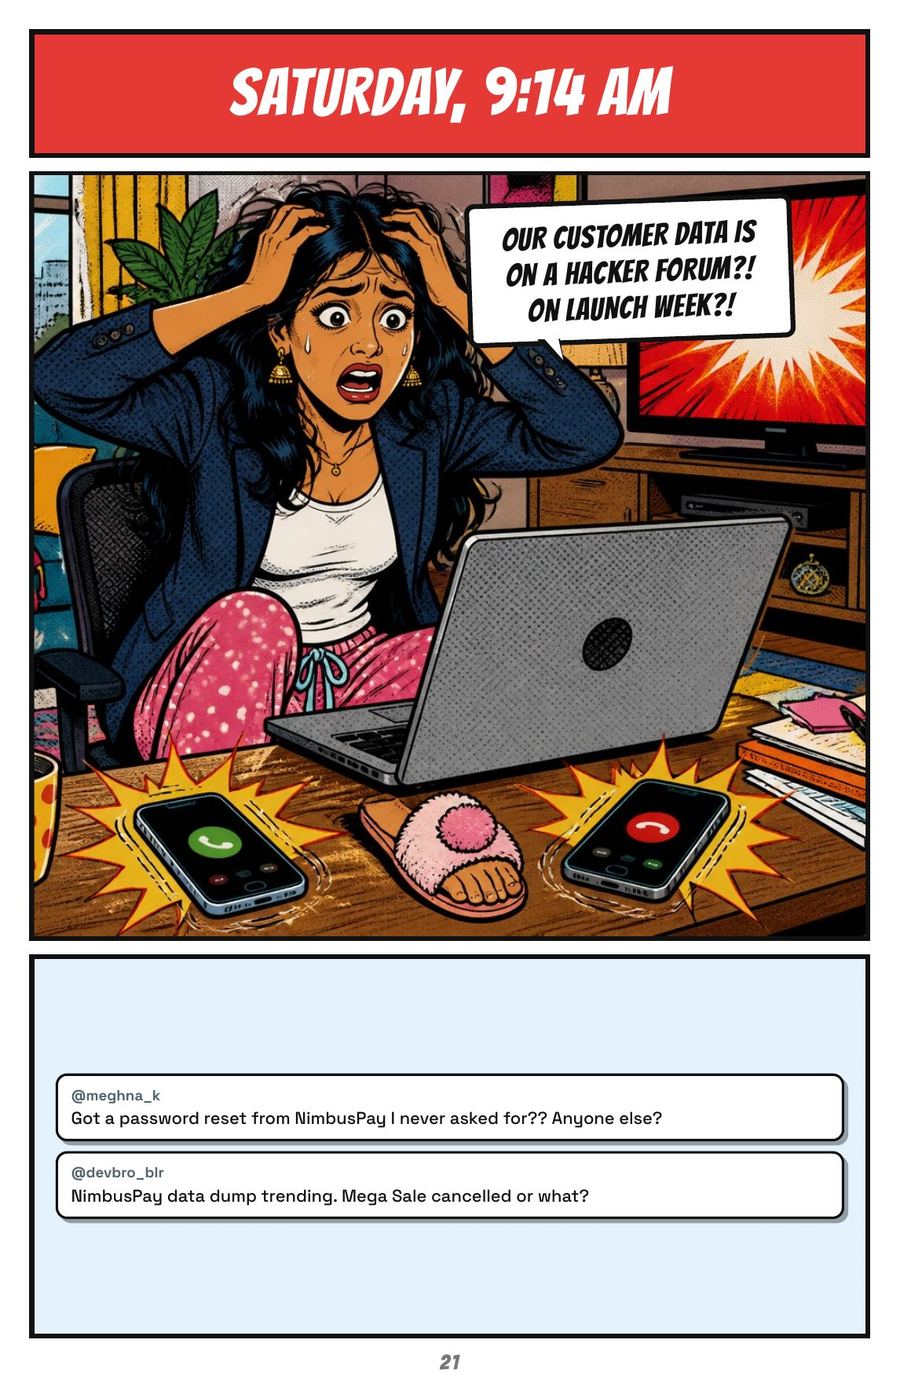 SATURDAY, 9:14 AM
OUR CUSTOMER DATA IS
ON A HACKER FORUM?!
ON LAUNCH WEEK?!
@meghna_k
Got a password reset from NimbusPay I never asked for?? Anyone else?
@devbro_blr
NimbusPay data dump trending. Mega Sale cancelled or what?
21